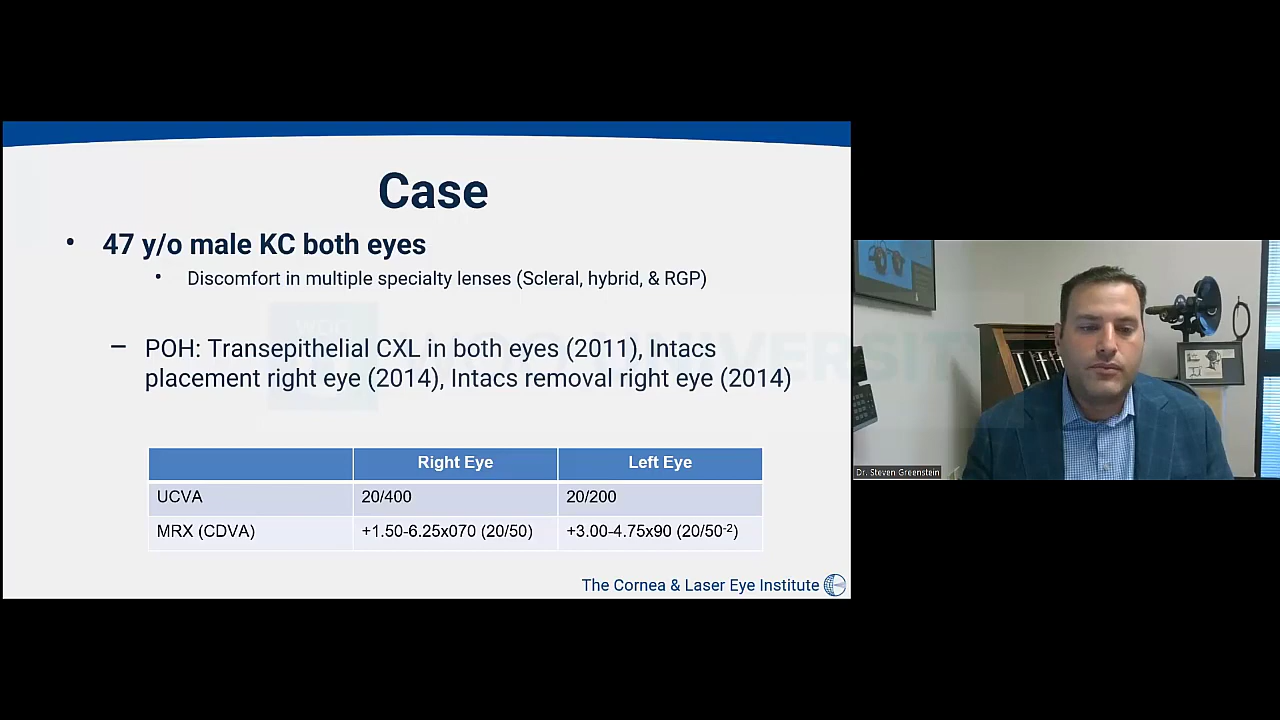 Case
• 47 y/o male KC both eyes
• Discomfort in multiple specialty lenses (Scleral, hybrid, & RGP)
– POH: Transepithelial CXL in both eyes (2011), Intacs
placement right eye (2014), Intacs removal right eye (2014)
Right Eye Left Eye
UCVA 20/400 20/200
MRX (CDVA) +1.50-6.25x070 (20/50) +3.00-4.75x90 (20/50-2)
The Cornea & Laser Eye Institute
Dr. Steven Greenstein